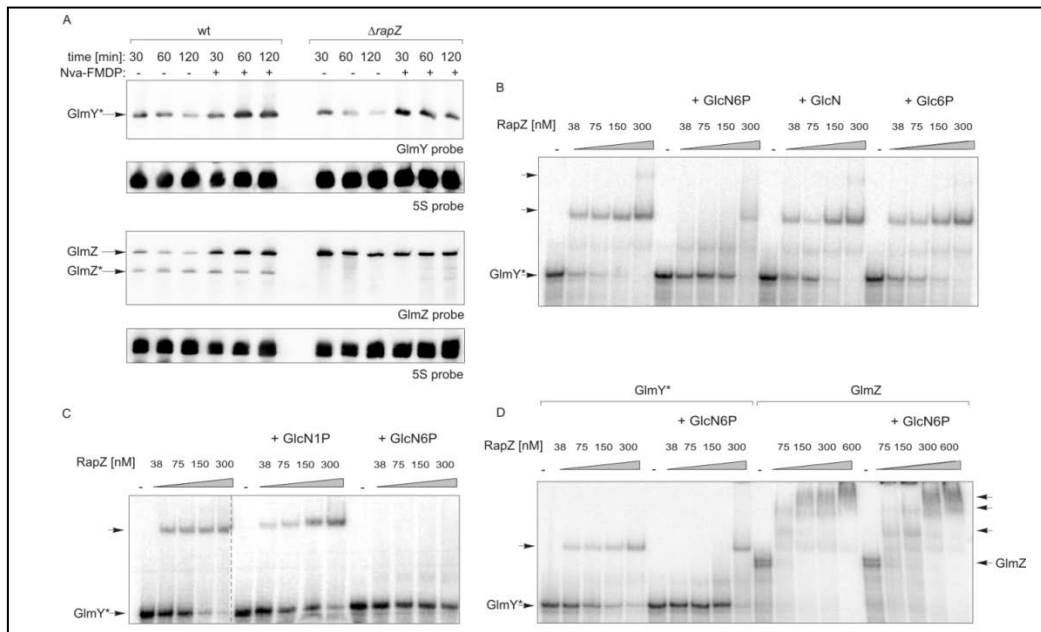 A
wt ΔrapZ
time [min]: 30 60 120 30 60 120 30 60 120 30 60 120
Nva-FMDP: - - - + + + - - - + + +
GlmY*
GlmY probe
5S probe
GlmZ
GlmZ*
GlmZ probe
5S probe
B
+ GlcN6P + GlcN + Glc6P
RapZ [nM] 38 75 150 300 38 75 150 300 38 75 150 300 38 75 150 300
- - - -
GlmY*
C
+ GlcN1P + GlcN6P
RapZ [nM] 38 75 150 300 38 75 150 300 38 75 150 300
- - -
GlmY*
D
GlmY* GlmZ
+ GlcN6P + GlcN6P
RapZ [nM] 38 75 150 300 38 75 150 300 75 150 300 600 75 150 300 600
- - - -
GlmZ
GlmY*